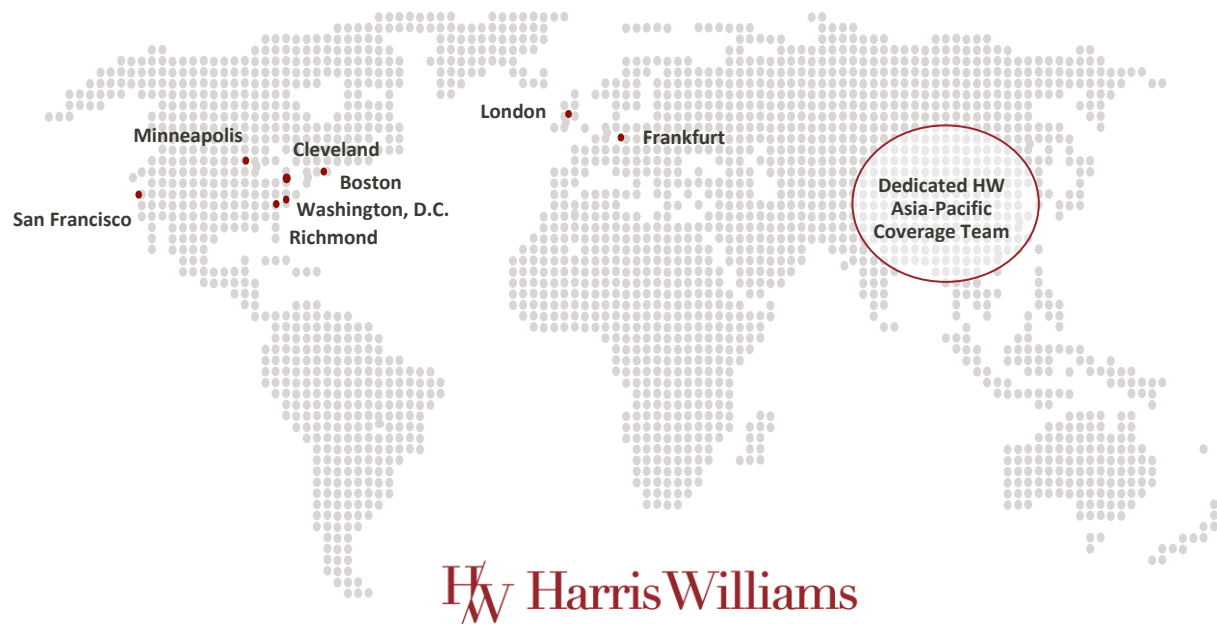 London
Minneapolis
Frankfurt
Cleveland
Boston
Dedicated HW
Asia-Pacific
Coverage Team
San Francisco
Washington, D.C.
Richmond
HW Harris Williams